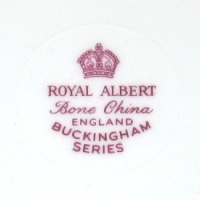 ROYAL ALBERT
Bone China
ENGLAND
BUCKINGHAM
SERIES